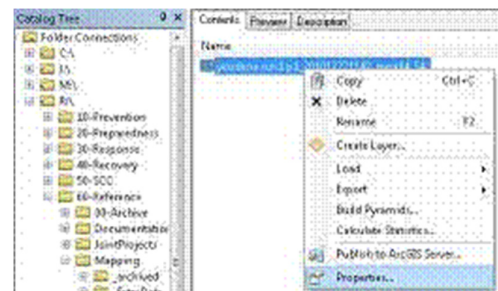 Catalog Tree
Folder Connections
C:\
J:\
M:\
R:\
10-Prevention
20-Preparedness
30-Response
40-Recovery
50-SCC
60-Reference
00-Archive
Documentation
JointProjects
Mapping
_archived
Contents Preview Description
Name
Copy Ctrl+C
Delete
Rename F2
Create Layer...
Load
Export
Build Pyramids...
Calculate Statistics...
Publish to ArcGIS Server...
Properties...